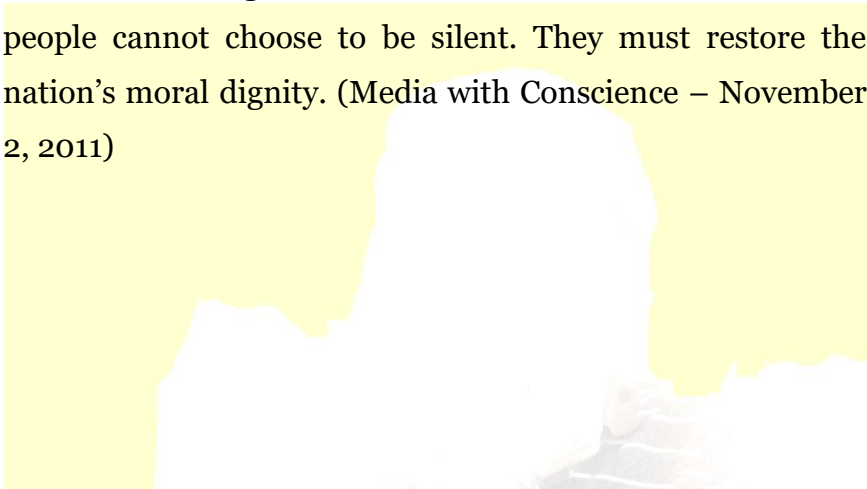 people cannot choose to be silent. They must restore the
nation’s moral dignity. (Media with Conscience – November
2, 2011)